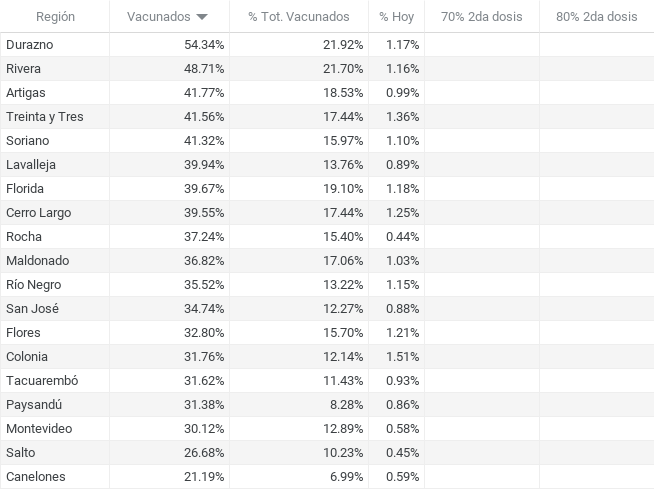 Región Vacunados % Tot. Vacunados % Hoy 70% 2da dosis 80% 2da dosis
Durazno 54.34% 21.92% 1.17%
Rivera 48.71% 21.70% 1.16%
Artigas 41.77% 18.53% 0.99%
Treinta y Tres 41.56% 17.44% 1.36%
Soriano 41.32% 15.97% 1.10%
Lavalleja 39.94% 13.76% 0.89%
Florida 39.67% 19.10% 1.18%
Cerro Largo 39.55% 17.44% 1.25%
Rocha 37.24% 15.40% 0.44%
Maldonado 36.82% 17.06% 1.03%
Río Negro 35.52% 13.22% 1.15%
San José 34.74% 12.27% 0.88%
Flores 32.80% 15.70% 1.21%
Colonia 31.76% 12.14% 1.51%
Tacuarembó 31.62% 11.43% 0.93%
Paysandú 31.38% 8.28% 0.86%
Montevideo 30.12% 12.89% 0.58%
Salto 26.68% 10.23% 0.45%
Canelones 21.19% 6.99% 0.59%